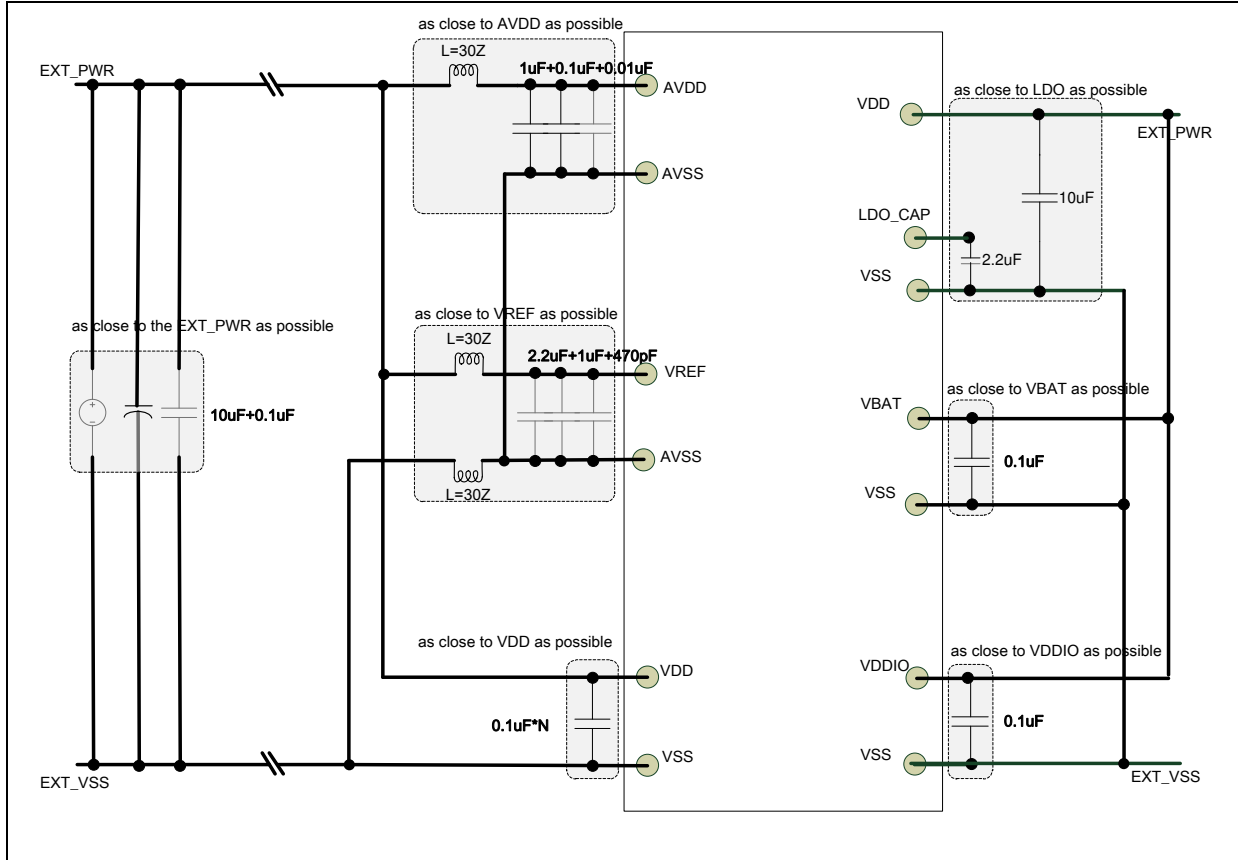 as close to AVDD as possible
L=30Z
EXT_PWR
1uF+0.1uF+0.01uF
AVDD
AVSS
as close to LDO as possible
VDD
EXT_PWR
10uF
LDO_CAP
2.2uF
VSS
as close to the EXT_PWR as possible
10uF+0.1uF
as close to VREF as possible
L=30Z
2.2uF+1uF+470pF
VREF
AVSS
L=30Z
as close to VBAT as possible
VBAT
0.1uF
VSS
as close to VDD as possible
VDD
0.1uF*N
VSS
as close to VDDIO as possible
VDDIO
0.1uF
VSS
EXT_VSS
EXT_VSS